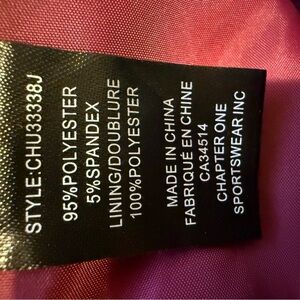 STYLE:CHU33338J
95%POLYESTER
5%SPANDEX
LINING/DOUBLURE
100%POLYESTER
MADE IN CHINA
FABRIQUÉ EN CHINE
CA34514
CHAPTER ONE
SPORTSWEAR INC